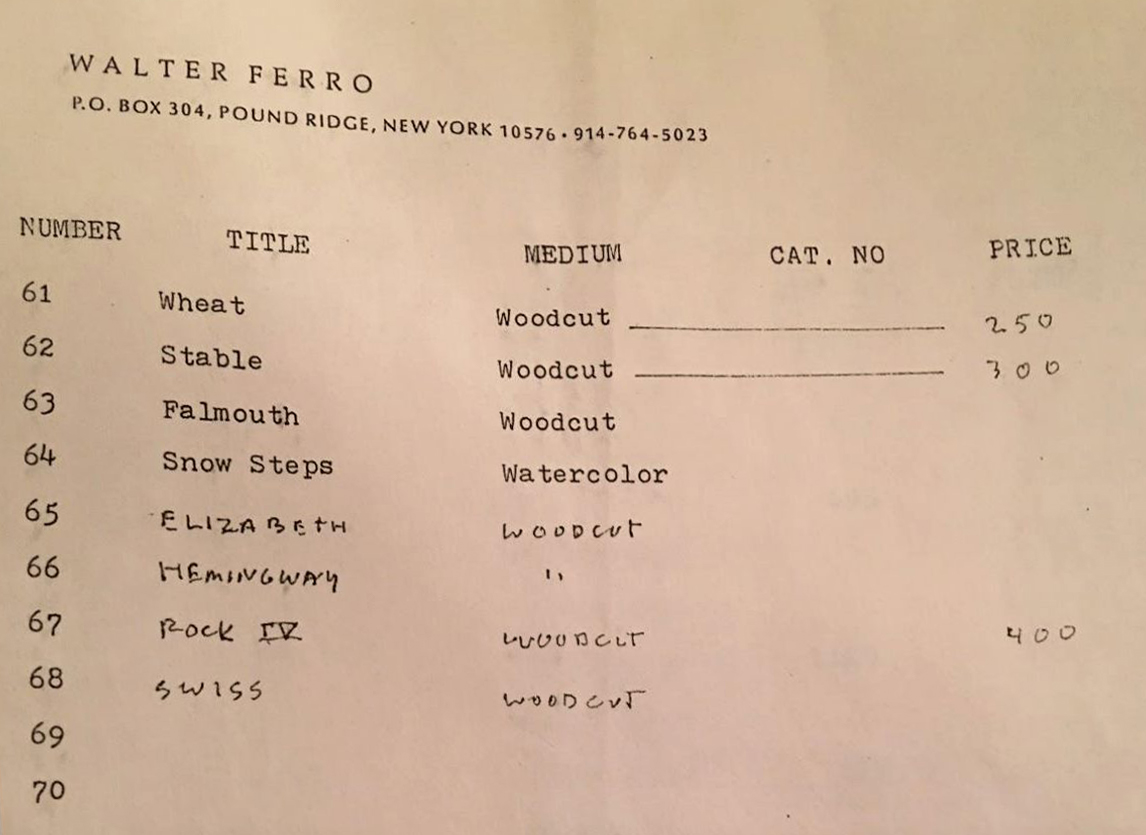 WALTER FERRO
P.O. BOX 304, POUND RIDGE, NEW YORK 10576 • 914-764-5023
NUMBER TITLE MEDIUM CAT. NO PRICE
61 Wheat Woodcut 250
62 Stable Woodcut 300
63 Falmouth Woodcut
64 Snow Steps Watercolor
65 ELIZABETH WOODCUT
66 HEMINGWAY "
67 ROCK IV WOODCUT 400
68 SWISS WOODCUT
69
70